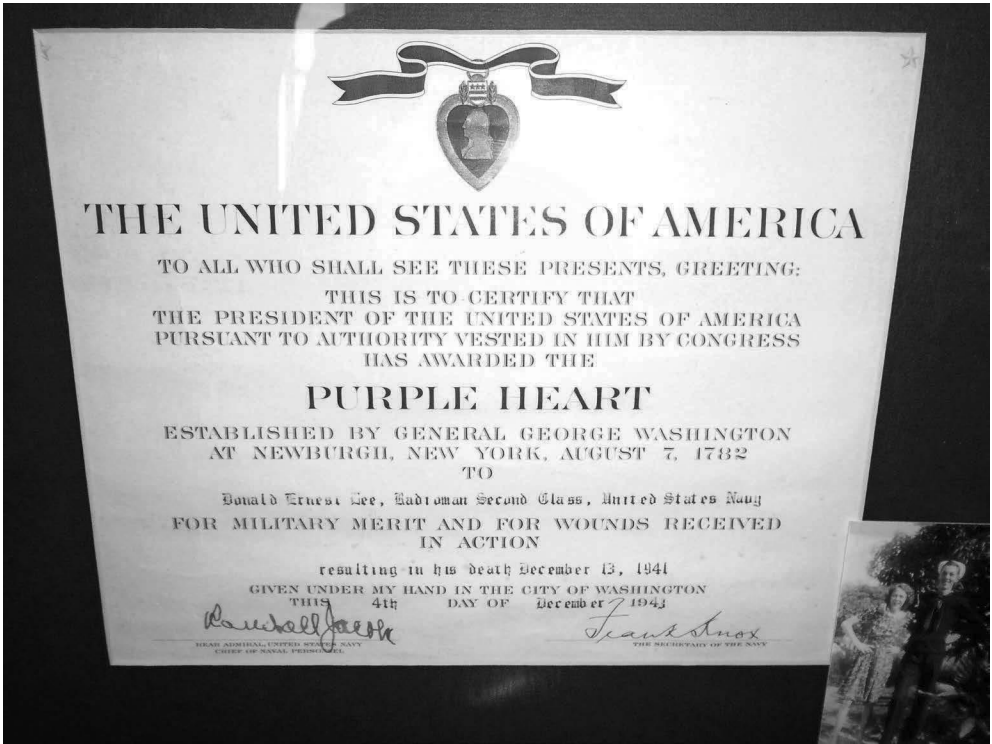 THE UNITED STATES OF AMERICA
TO ALL WHO SHALL SEE THESE PRESENTS, GREETING:
THIS IS TO CERTIFY THAT
THE PRESIDENT OF THE UNITED STATES OF AMERICA
PURSUANT TO AUTHORITY VESTED IN HIM BY CONGRESS
HAS AWARDED THE
PURPLE HEART
ESTABLISHED BY GENERAL GEORGE WASHINGTON
AT NEWBURGH, NEW YORK, AUGUST 7, 1782
TO
Donald Ernest Lee, Radioman Second Class, United States Navy
FOR MILITARY MERIT AND FOR WOUNDS RECEIVED
IN ACTION
resulting in his death December 13, 1941
GIVEN UNDER MY HAND IN THE CITY OF WASHINGTON
THIS 4th DAY OF December 1943
Randall Jacobs Frank Knox
REAR ADMIRAL, UNITED STATES NAVY THE SECRETARY OF THE NAVY
CHIEF OF NAVAL PERSONNEL